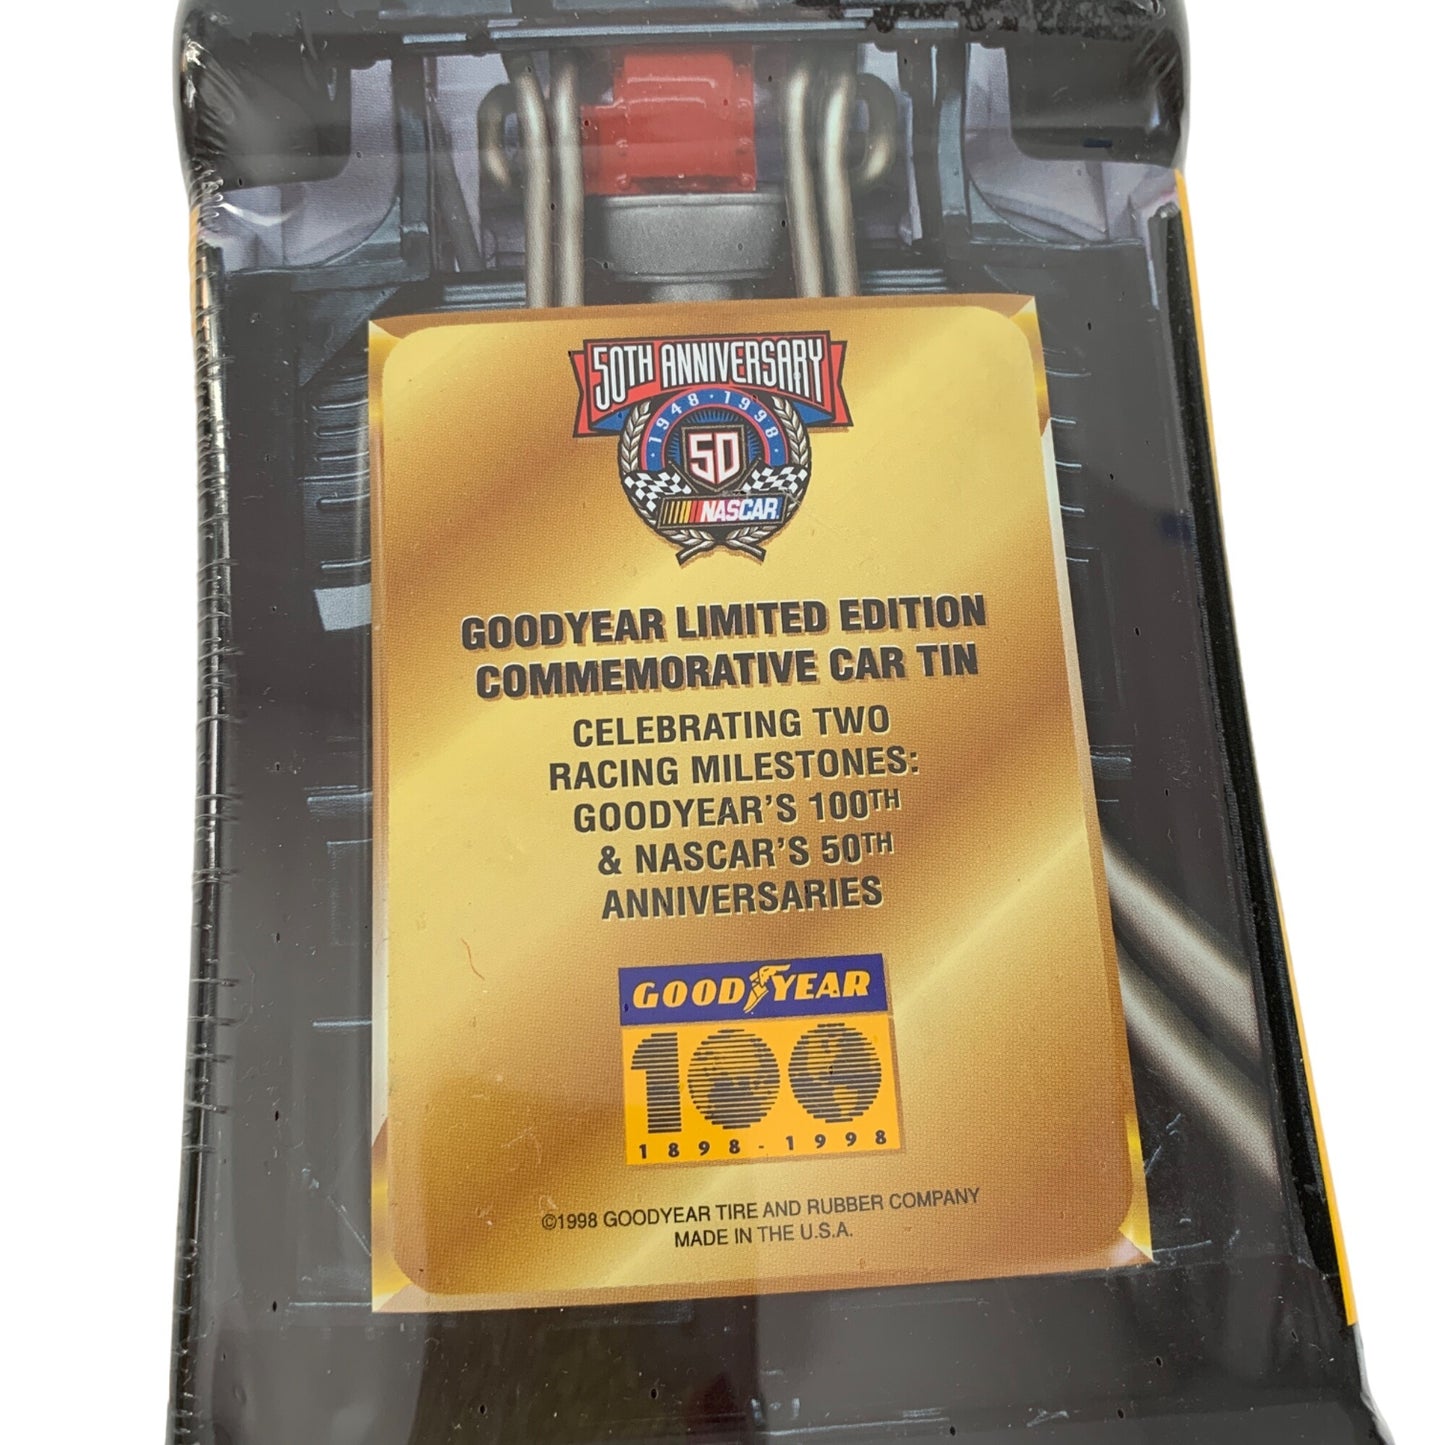 50TH ANNIVERSARY
1948 · 1998
50
NASCAR
GOODYEAR LIMITED EDITION
COMMEMORATIVE CAR TIN
CELEBRATING TWO
RACING MILESTONES:
GOODYEAR'S 100TH
& NASCAR'S 50TH
ANNIVERSARIES
GOODYEAR
100
1898-1998
©1998 GOODYEAR TIRE AND RUBBER COMPANY
MADE IN THE U.S.A.